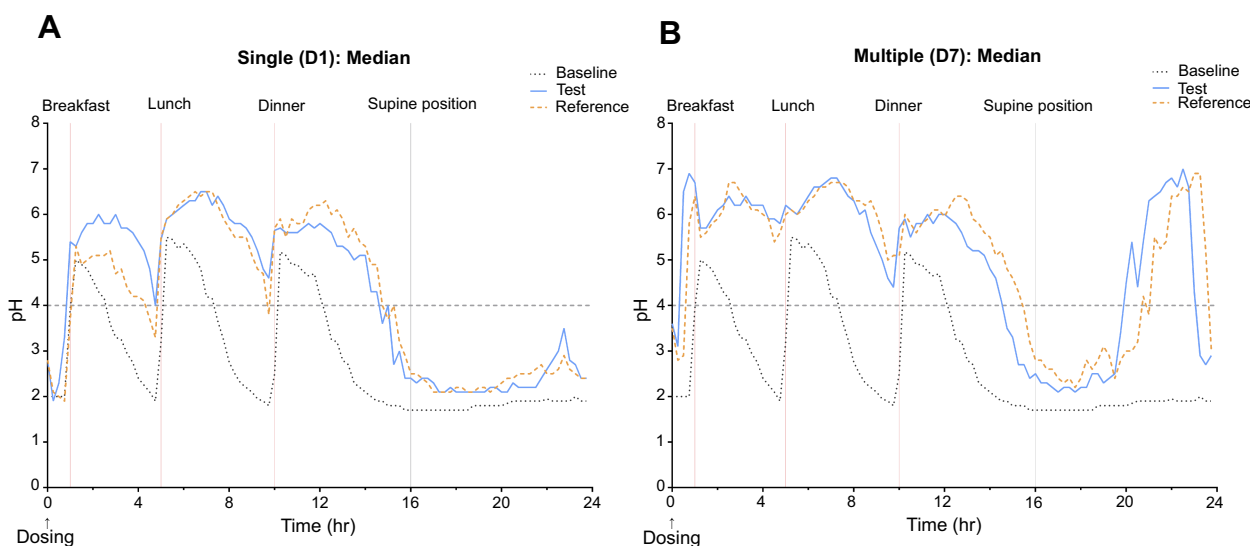 A
Single (D1): Median
Baseline
Test
Reference
Breakfast Lunch Dinner Supine position
8
7
6
5
4
3
2
1
0
pH
0 4 8 12 16 20 24
↑
Dosing
Time (hr)
B
Multiple (D7): Median
Baseline
Test
Reference
Breakfast Lunch Dinner Supine position
8
7
6
5
4
3
2
1
0
pH
0 4 8 12 16 20 24
↑
Dosing
Time (hr)